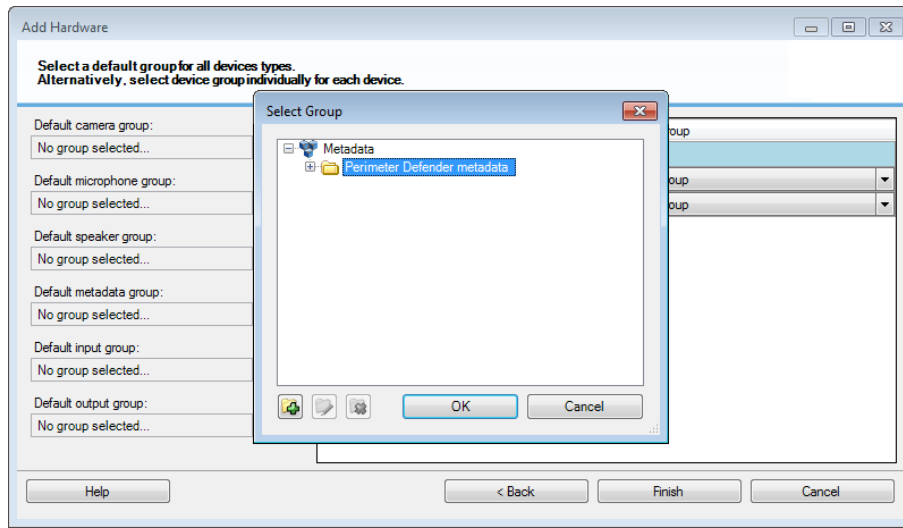 Add Hardware
Select a default group for all devices types.
Alternatively, select device group individually for each device.
Default camera group:
No group selected...
Default microphone group:
No group selected...
Default speaker group:
No group selected...
Default metadata group:
No group selected...
Default input group:
No group selected...
Default output group:
No group selected...
Select Group
Metadata
Perimeter Defender metadata
OK Cancel
oup
oup
oup
Help < Back Finish Cancel